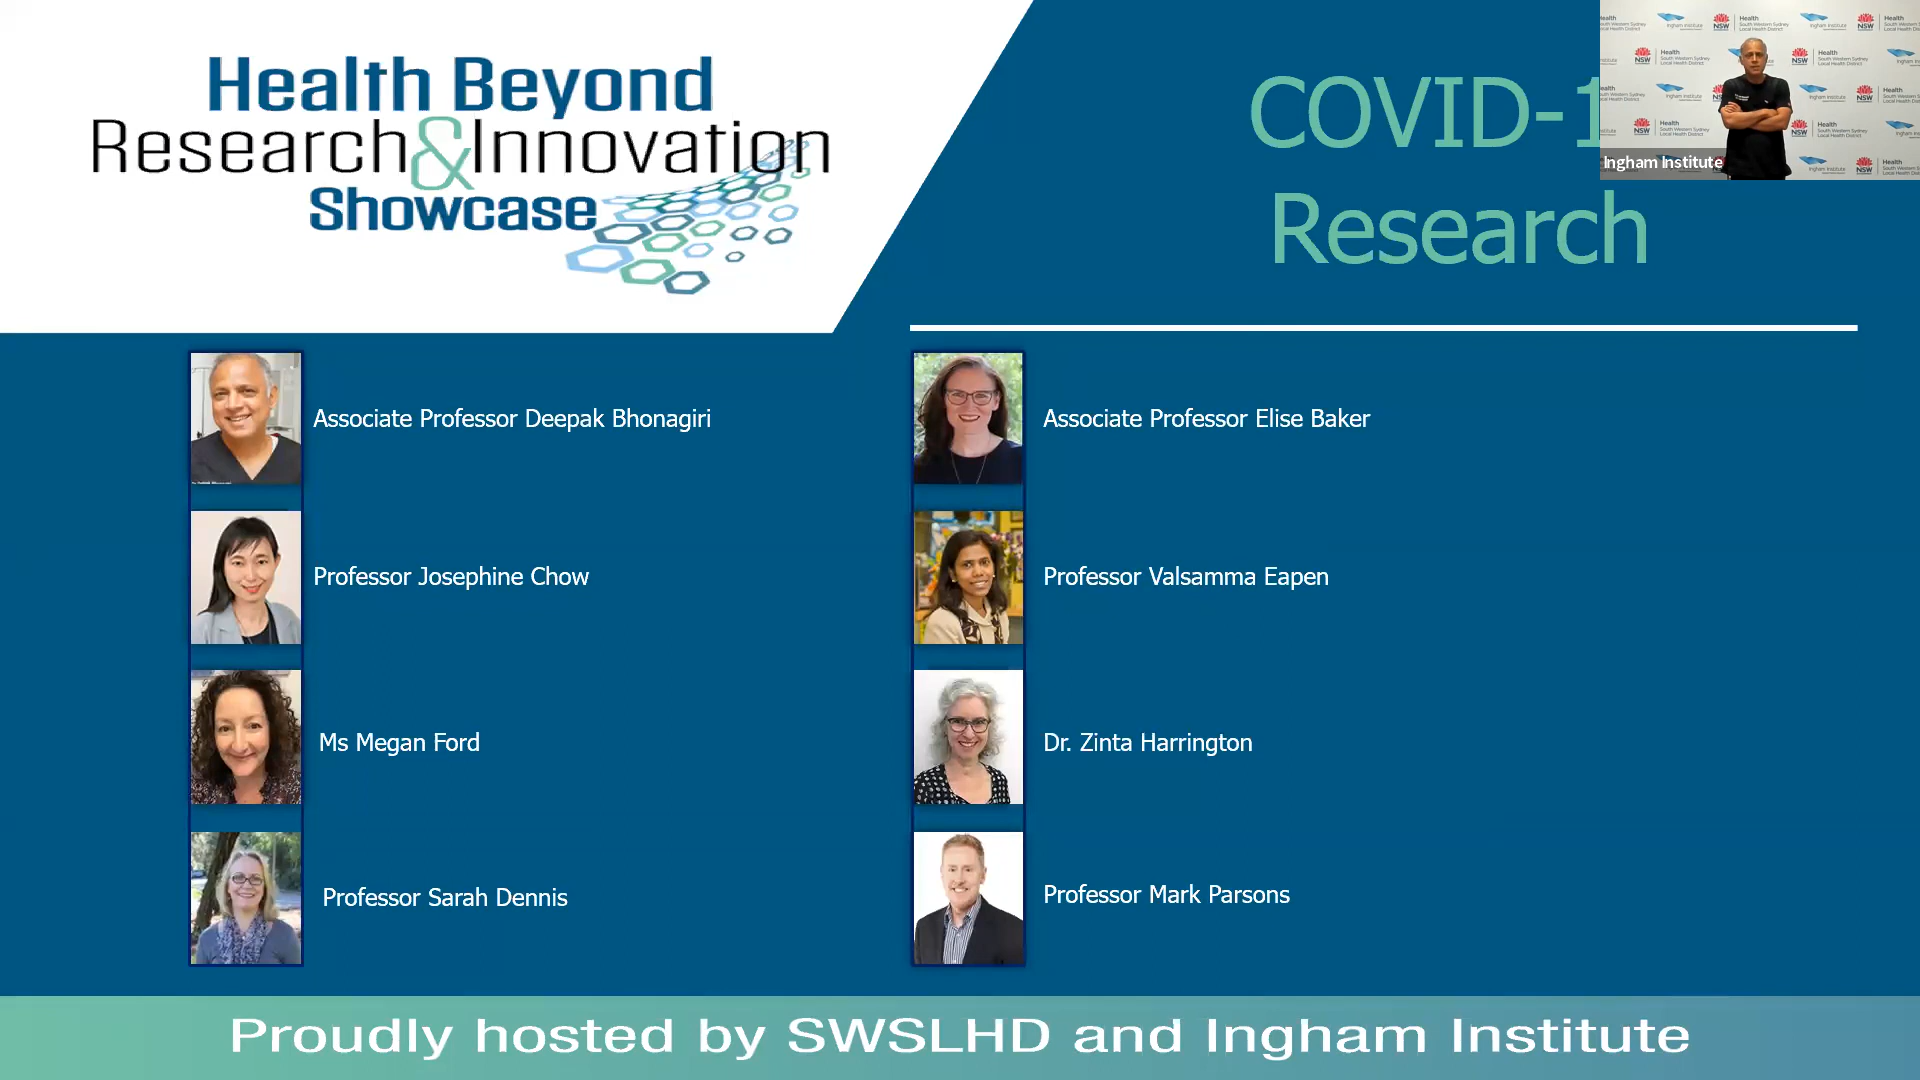 Health Beyond
Research & Innovation
Showcase
COVID-1
Research
Ingham Institute
Associate Professor Deepak Bhonagiri
Associate Professor Elise Baker
Professor Josephine Chow
Professor Valsamma Eapen
Ms Megan Ford
Dr. Zinta Harrington
Professor Sarah Dennis
Professor Mark Parsons
Proudly hosted by SWSLHD and Ingham Institute